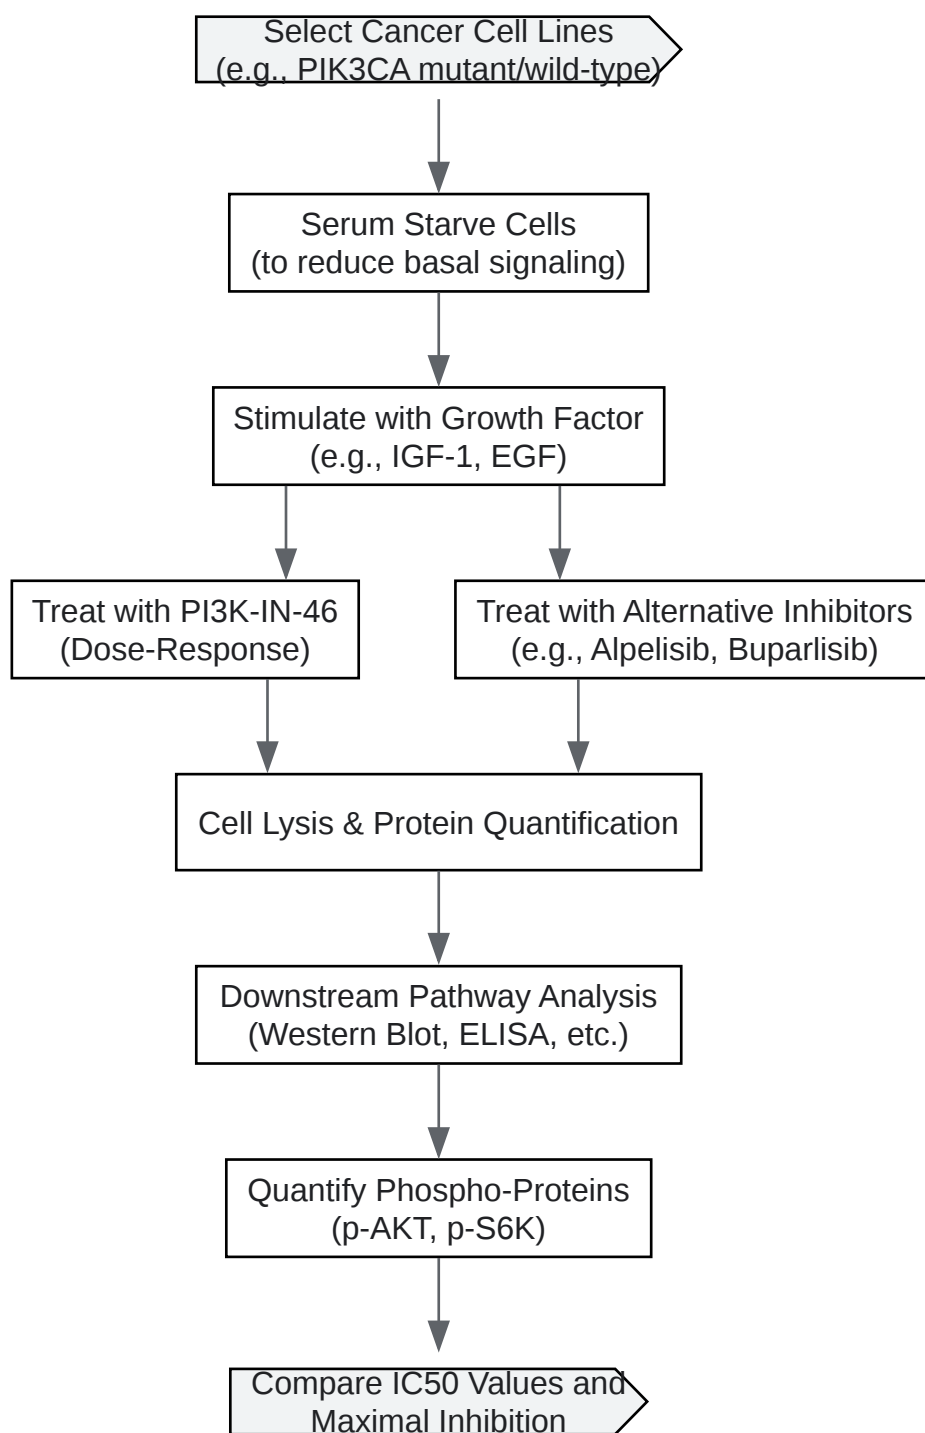 Select Cancer Cell Lines
(e.g., PIK3CA mutant/wild-type)
Serum Starve Cells
(to reduce basal signaling)
Stimulate with Growth Factor
(e.g., IGF-1, EGF)
Treat with PI3K-IN-46
(Dose-Response)
Treat with Alternative Inhibitors
(e.g., Alpelisib, Buparlisib)
Cell Lysis & Protein Quantification
Downstream Pathway Analysis
(Western Blot, ELISA, etc.)
Quantify Phospho-Proteins
(p-AKT, p-S6K)
Compare IC50 Values and
Maximal Inhibition